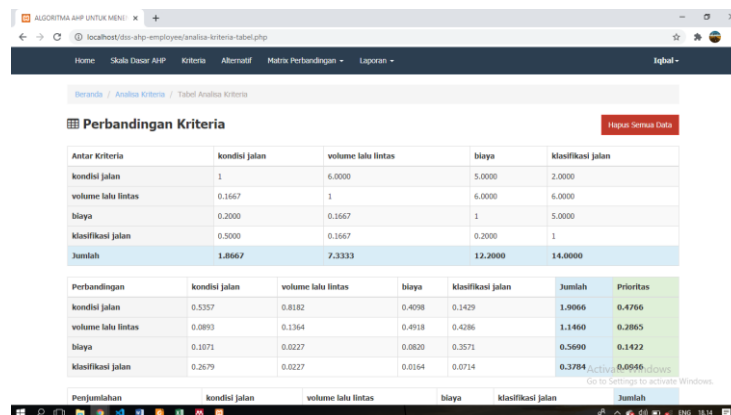 ALGORITMA AHP UNTUK MENE
localhost/dss-ahp-employee/analisa-kriteria-tabel.php
Home Skala Dasar AHP Kriteria Alternatif Matrix Perbandingan Laporan Iqbal
Beranda / Analisa Kriteria / Tabel Analisa Kriteria
Perbandingan Kriteria Hapus Semua Data
Antar Kriteria kondisi jalan volume lalu lintas biaya klasifikasi jalan
kondisi jalan 1 6.0000 5.0000 2.0000
volume lalu lintas 0.1667 1 6.0000 6.0000
biaya 0.2000 0.1667 1 5.0000
klasifikasi jalan 0.5000 0.1667 0.2000 1
Jumlah 1.8667 7.3333 12.2000 14.0000
Perbandingan kondisi jalan volume lalu lintas biaya klasifikasi jalan Jumlah Prioritas
kondisi jalan 0.5357 0.8182 0.4098 0.1429 1.9066 0.4766
volume lalu lintas 0.0893 0.1364 0.4918 0.4286 1.1460 0.2865
biaya 0.1071 0.0227 0.0820 0.3571 0.5690 0.1422
klasifikasi jalan 0.2679 0.0227 0.0164 0.0714 0.3784 0.0946
Activate Windows
Go to Settings to activate Windows.
Penjumlahan kondisi jalan volume lalu lintas biaya klasifikasi jalan Jumlah
ENG 18.14